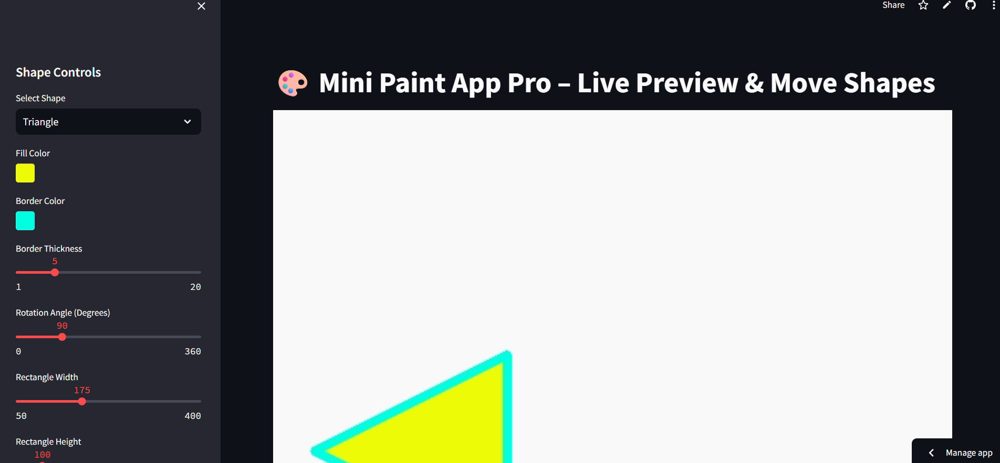 Share
Shape Controls
Select Shape
Triangle
Fill Color
Border Color
Border Thickness
5
1 20
Rotation Angle (Degrees)
90
0 360
Rectangle Width
175
50 400
Rectangle Height
100
Mini Paint App Pro – Live Preview & Move Shapes
Manage app